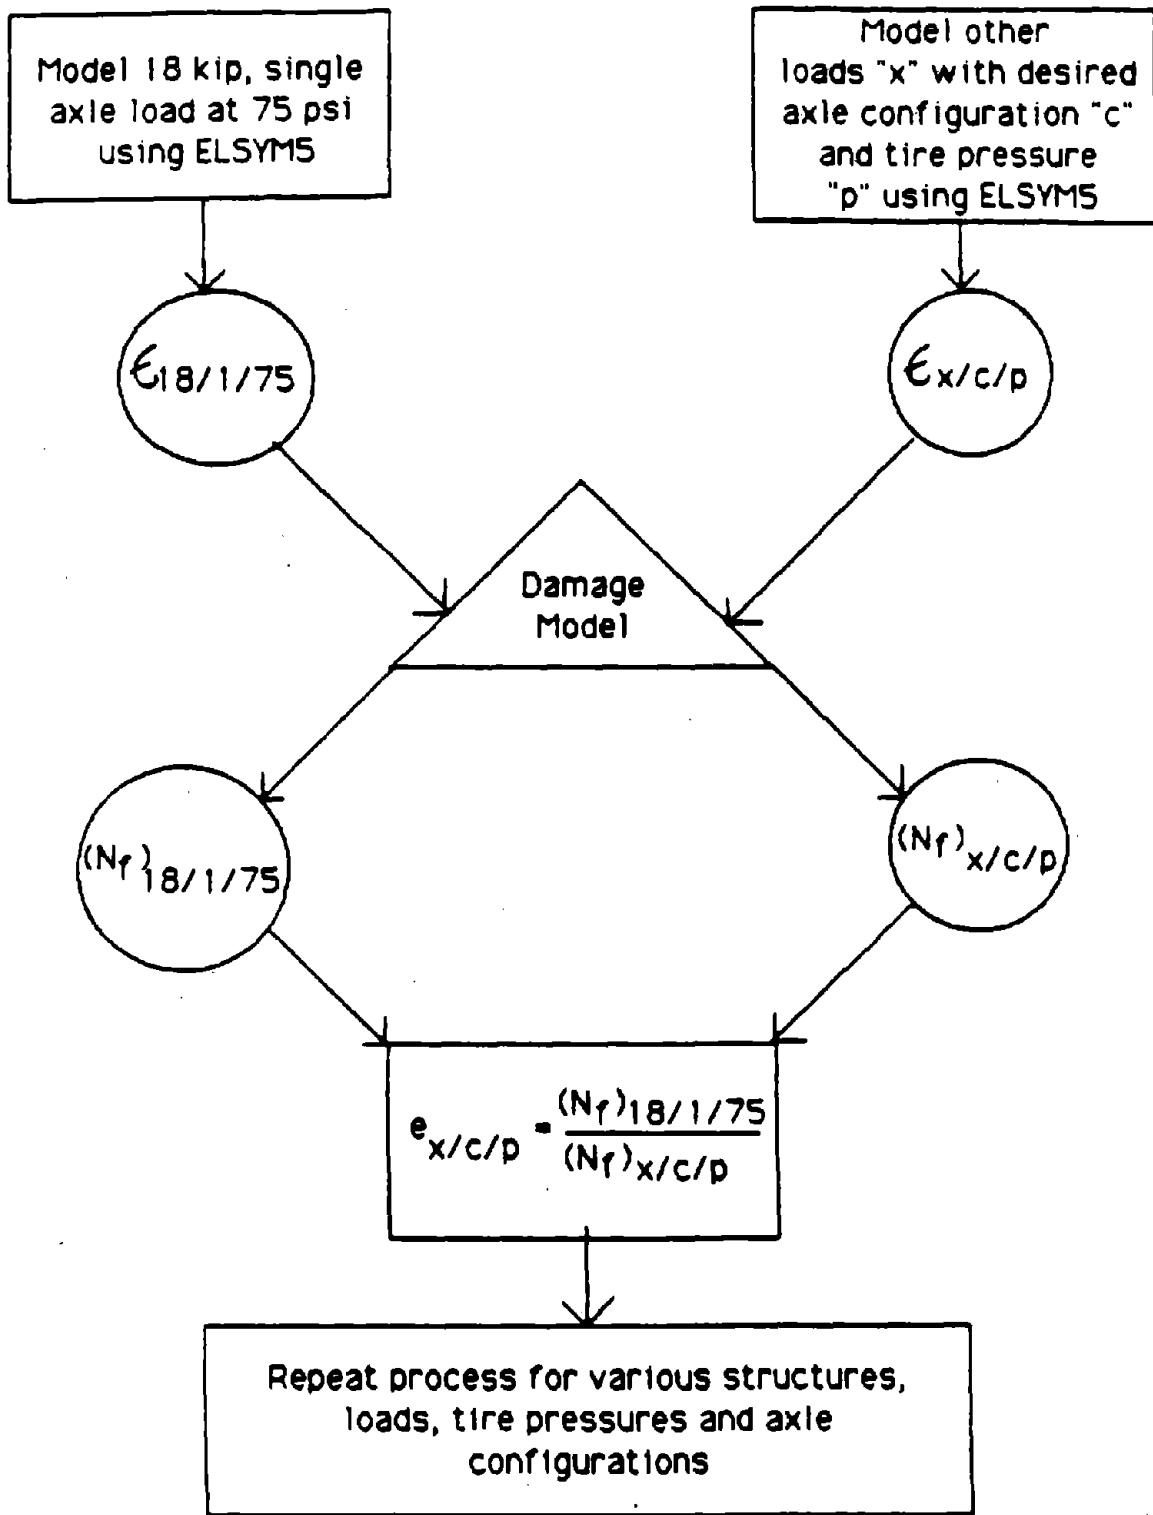 Model 18 kip, single
axle load at 75 psi
using ELSYM5
Model other
loads "x" with desired
axle configuration "c"
and tire pressure
"p" using ELSYM5
ϵ18/1/75
ϵx/c/p
Damage
Model
(Nf)18/1/75
(Nf)x/c/p
ex/c/p = (Nf)18/1/75
(Nf)x/c/p
Repeat process for various structures,
loads, tire pressures and axle
configurations